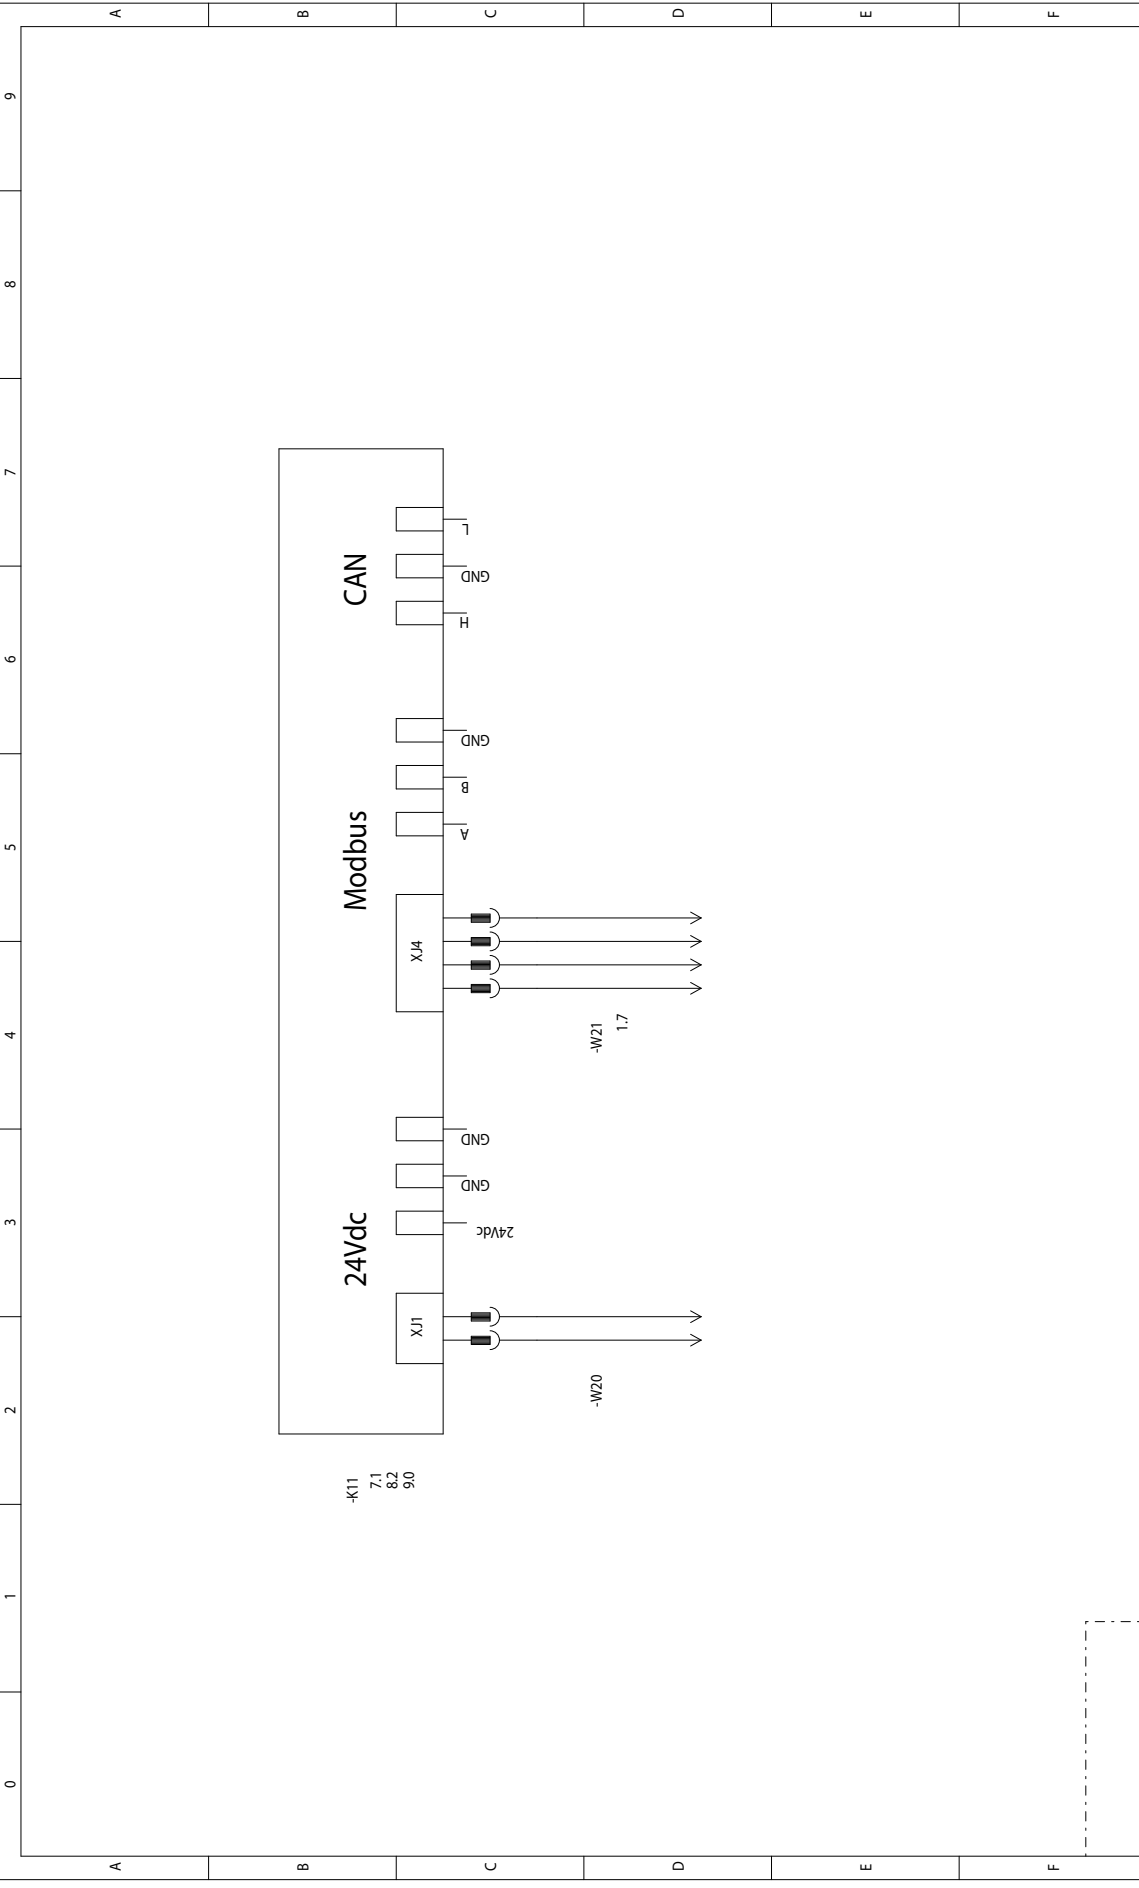 0 1 2 3 4 5 6 7 8 9
A
B
C
D
E
F
A
B
C
D
E
F
-K11
7.1
8.2
9.0
24Vdc
Modbus
CAN
XJ1
XJ4
24Vdc
GND
GND
A
B
GND
H
GND
L
-W20
-W21
1.7